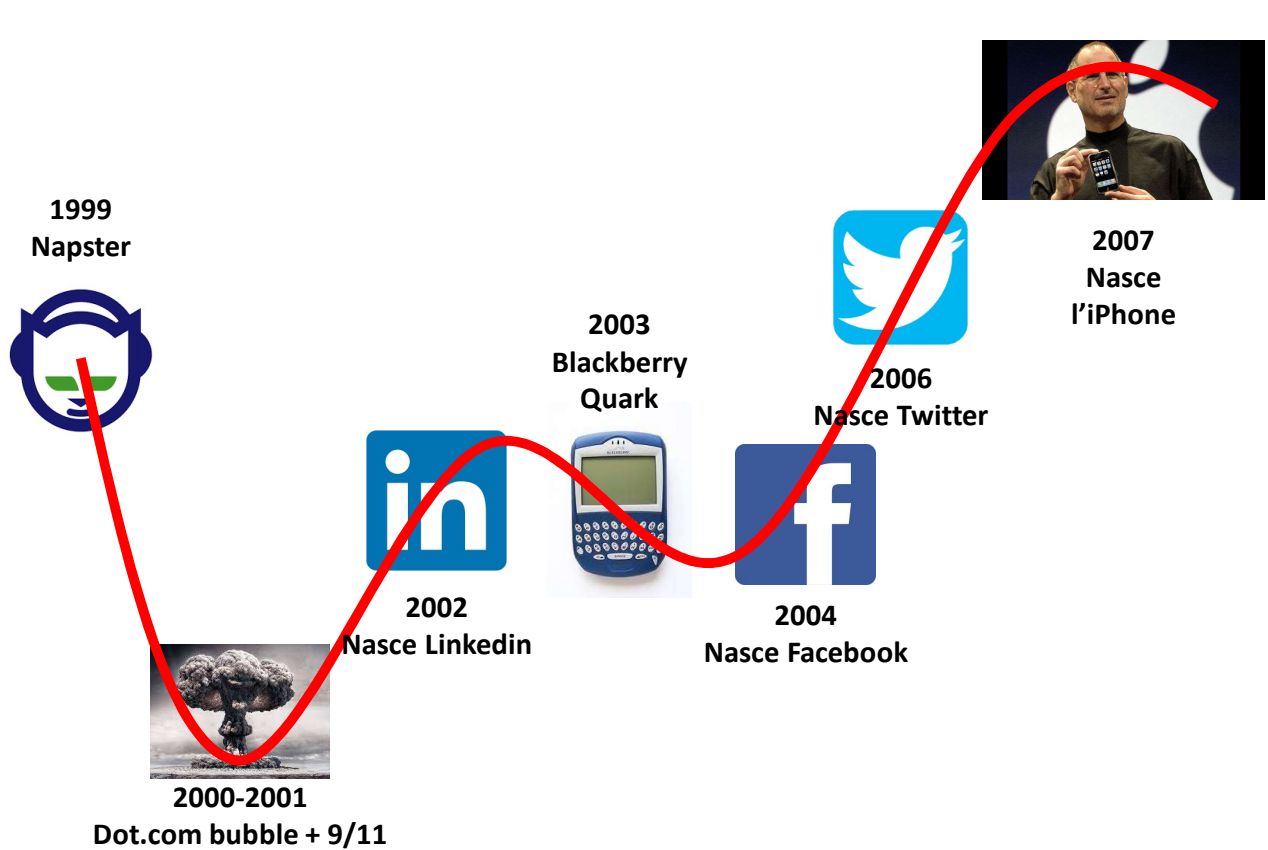 1999
Napster
2000-2001
Dot.com bubble + 9/11
in
2002
Nasce Linkedin
2003
Blackberry
Quark
f
2004
Nasce Facebook
2006
Nasce Twitter
2007
Nasce
l’iPhone